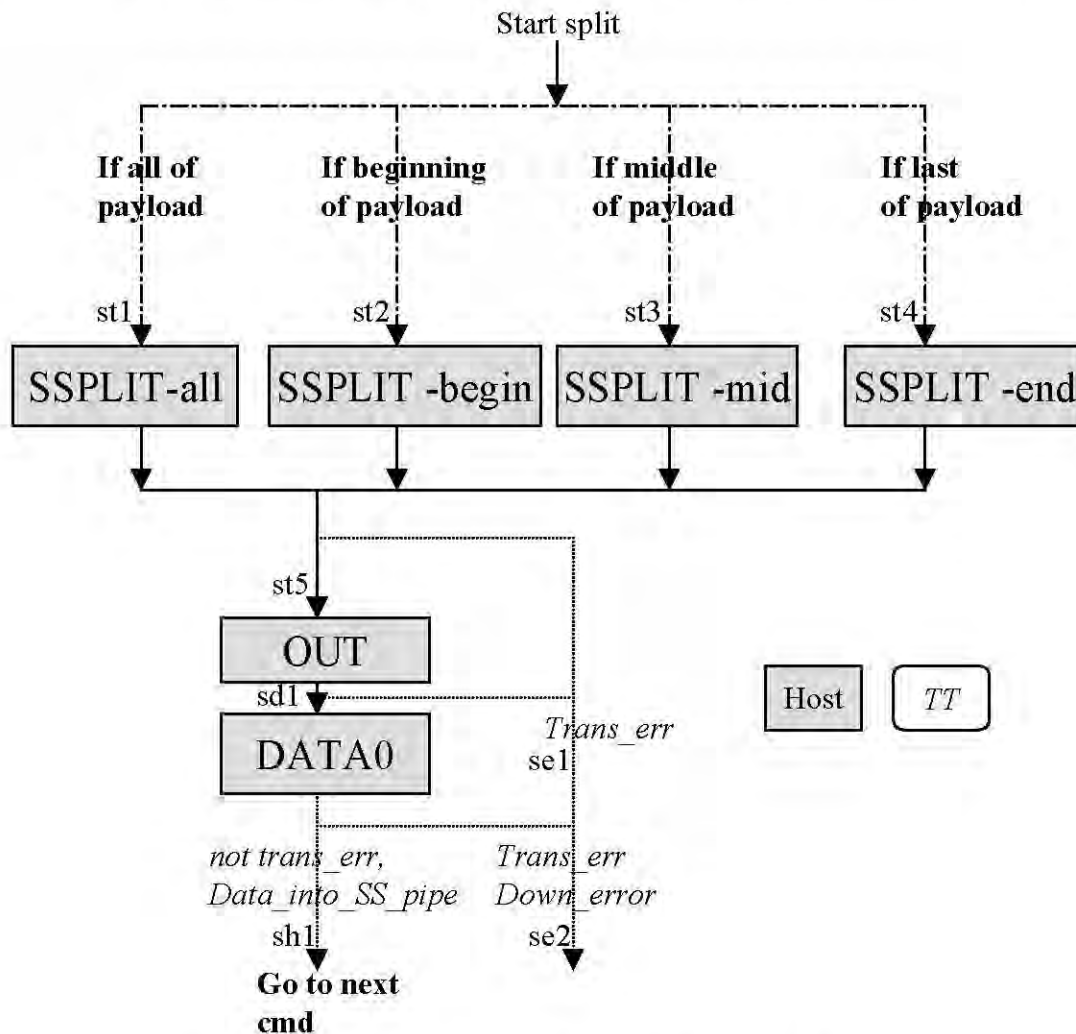 Start split
If all of
payload
If beginning
of payload
If middle
of payload
If last
of payload
st1
st2
st3
st4
SSPLIT-all
SSPLIT -begin
SSPLIT -mid
SSPLIT -end
st5
OUT
sd1
DATA0
Trans_err
se1
Host
TT
not trans_err,
Data_into_SS_pipe
sh1
Trans_err
Down_error
se2
Go to next
cmd